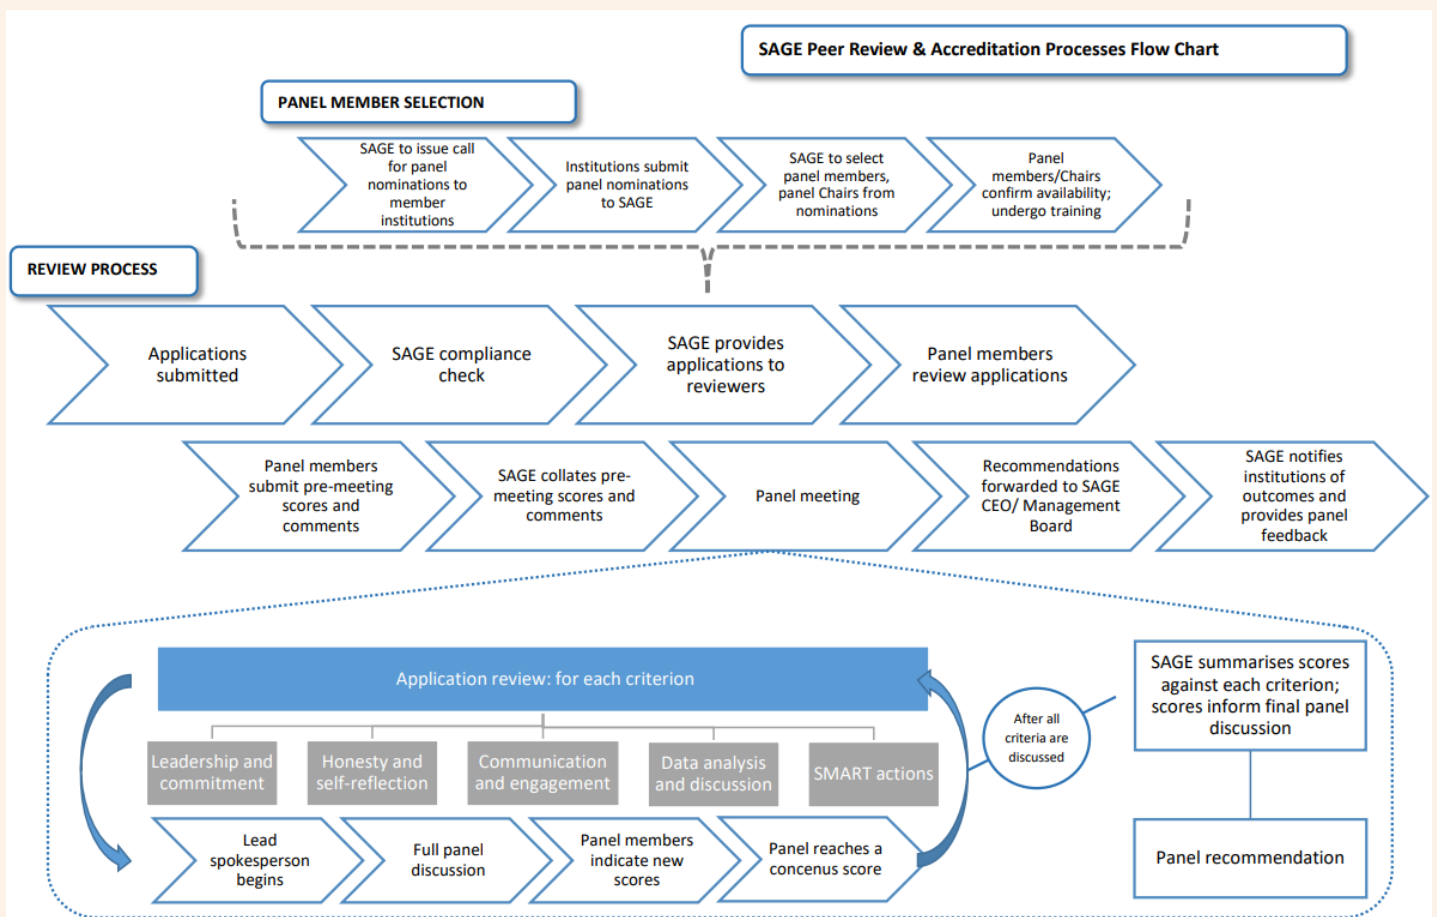 SAGE Peer Review & Accreditation Processes Flow Chart
PANEL MEMBER SELECTION
SAGE to issue call
for panel
nominations to
member
institutions
Institutions submit
panel nominations
to SAGE
SAGE to select
panel members,
panel Chairs from
nominations
Panel
members/Chairs
confirm availability;
undergo training
REVIEW PROCESS
Applications
submitted
SAGE compliance
check
SAGE provides
applications to
reviewers
Panel members
review applications
Panel members
submit pre-meeting
scores and
comments
SAGE collates pre-
meeting scores and
comments
Panel meeting
Recommendations
forwarded to SAGE
CEO/ Management
Board
SAGE notifies
institutions of
outcomes and
provides panel
feedback
Application review: for each criterion
Leadership and
commitment
Honesty and
self-reflection
Communication
and engagement
Data analysis
and discussion
SMART actions
Lead
spokesperson
begins
Full panel
discussion
Panel members
indicate new
scores
Panel reaches a
concenus score
After all
criteria are
discussed
SAGE summarises scores
against each criterion;
scores inform final panel
discussion
Panel recommendation